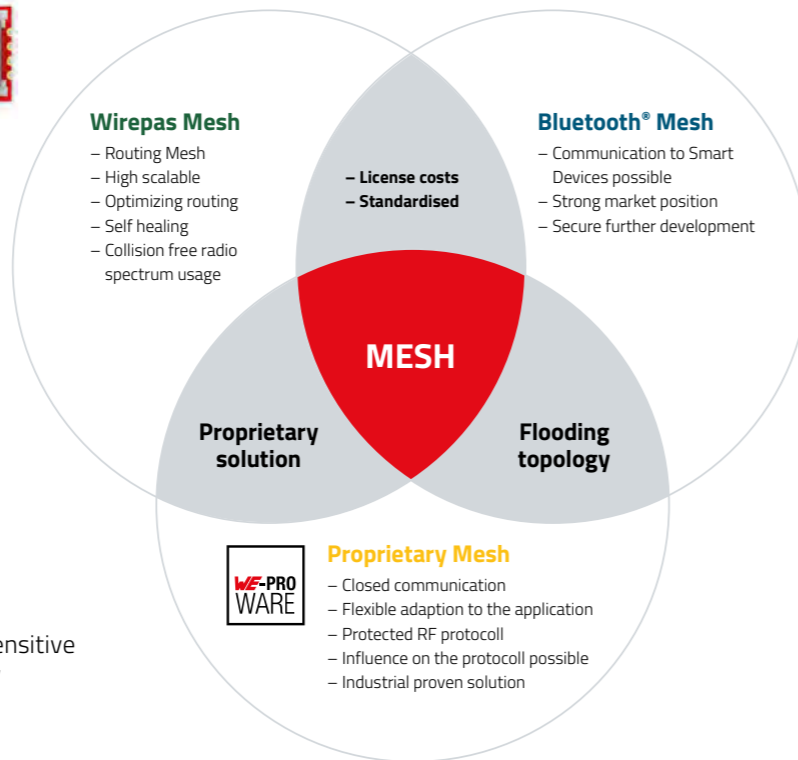 Wirepas Mesh
– Routing Mesh
– High scalable
– Optimizing routing
– Self healing
– Collision free radio
spectrum usage
– License costs
– Standardised
Bluetooth® Mesh
– Communication to Smart
Devices possible
– Strong market position
– Secure further development
MESH
Proprietary
solution
Flooding
topology
WE-PRO
WARE
Proprietary Mesh
– Closed communication
– Flexible adaption to the application
– Protected RF protocoll
– Influence on the protocoll possible
– Industrial proven solution